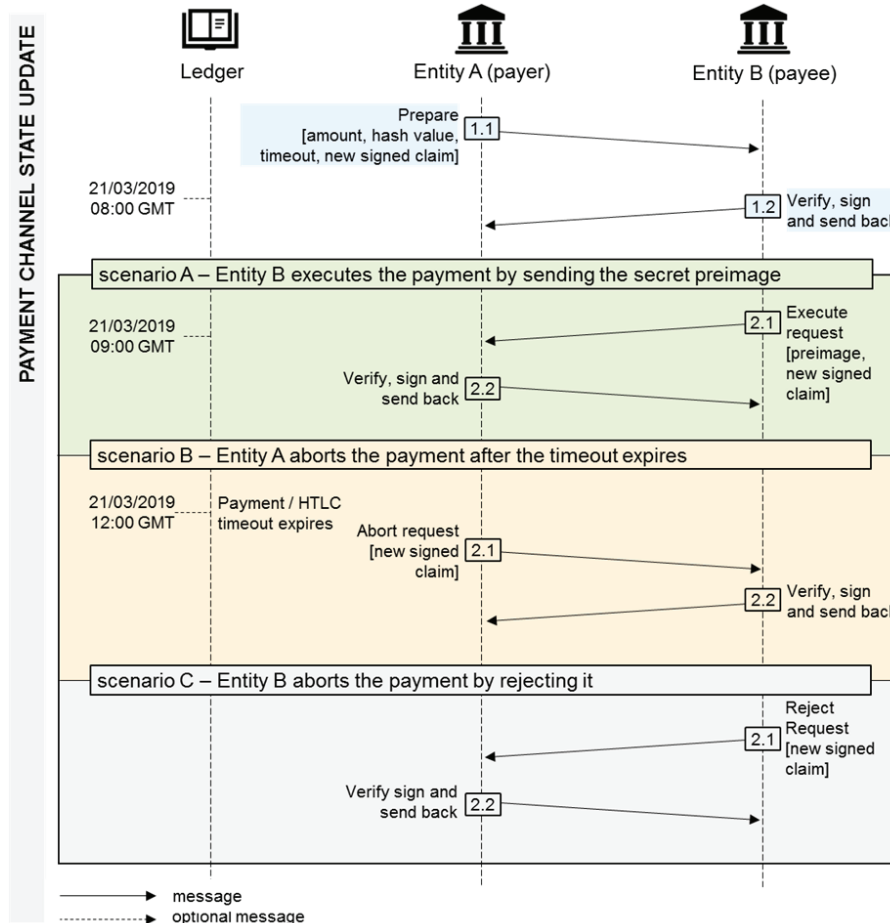 PAYMENT CHANNEL STATE UPDATE
Ledger
Entity A (payer)
Entity B (payee)
Prepare
[amount, hash value,
timeout, new signed claim]
1.1
21/03/2019
08:00 GMT
1.2
Verify, sign
and send back
scenario A – Entity B executes the payment by sending the secret preimage
21/03/2019
09:00 GMT
2.1
Execute
request
[preimage,
new signed
claim]
Verify, sign and
send back
2.2
scenario B – Entity A aborts the payment after the timeout expires
21/03/2019
12:00 GMT
Payment / HTLC
timeout expires
Abort request
[new signed
claim]
2.1
2.2
Verify, sign
and send back
scenario C – Entity B aborts the payment by rejecting it
2.1
Reject
Request
[new signed
claim]
Verify sign and
send back
2.2
message
optional message